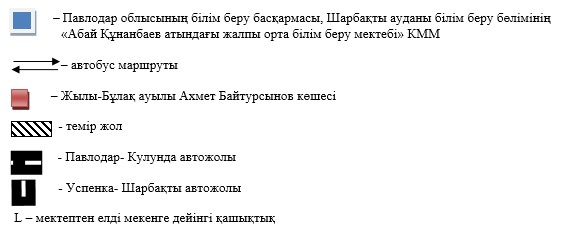 – Павлодар облысының білім беру басқармасы, Шарбақты ауданы білім беру бөлімінің
«Абай Құнанбаев атындағы жалпы орта білім беру мектебі» КММ
– автобус маршруты
– Жылы-Бұлақ ауылы Ахмет Байтурсынов көшесі
- темір жол
- Павлодар- Кулунда автожолы
- Успенка- Шарбақты автожолы
L – мектептен елді мекенге дейінгі қашықтық